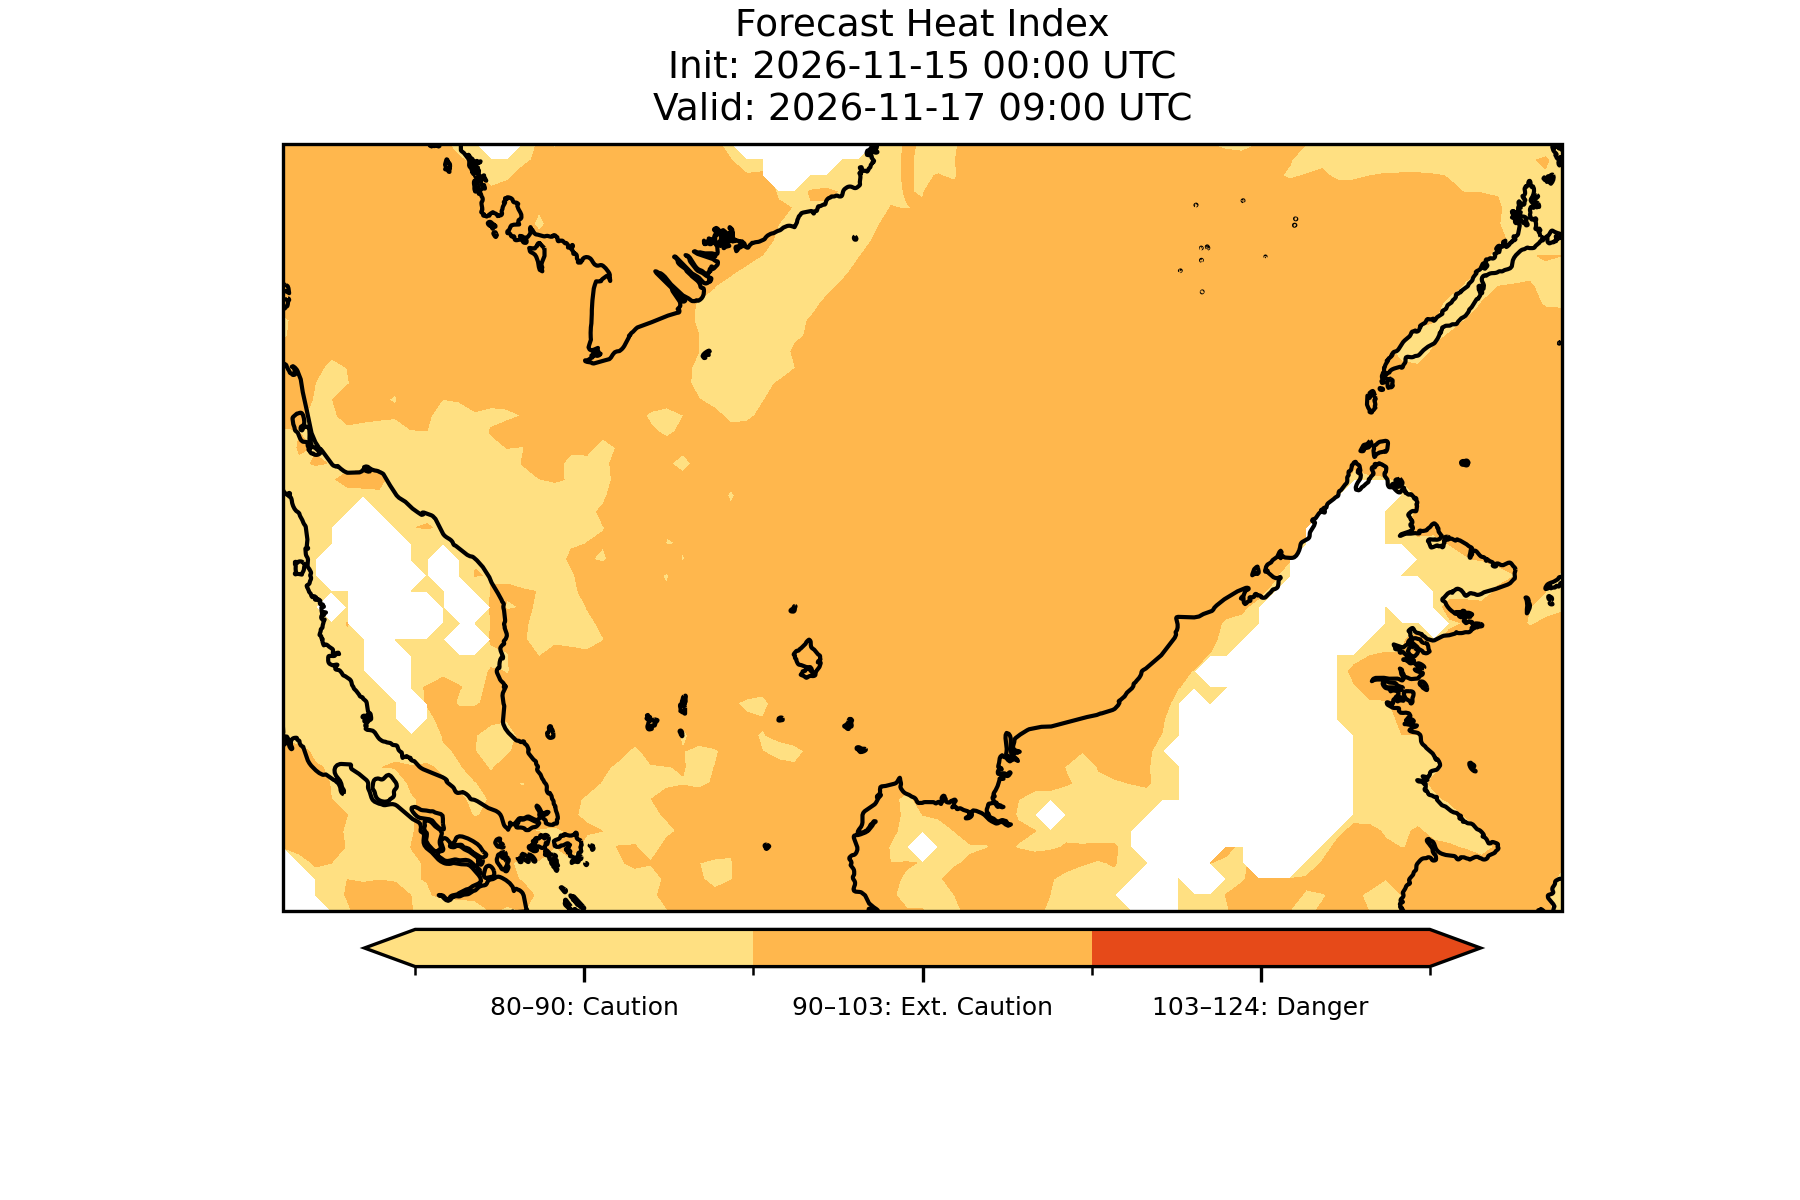 Forecast Heat Index
Init: 2026-11-15 00:00 UTC
Valid: 2026-11-17 09:00 UTC
80–90: Caution
90–103: Ext. Caution
103–124: Danger